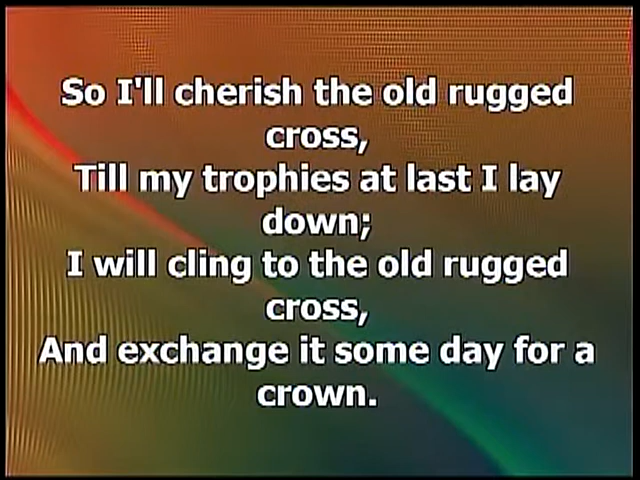 So I'll cherish the old rugged
cross,
Till my trophies at last I lay
down;
I will cling to the old rugged
cross,
And exchange it some day for a
crown.